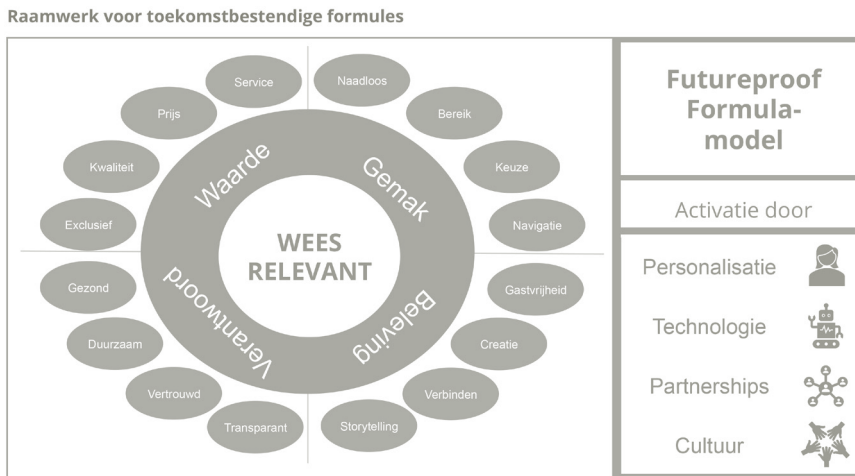 Raamwerk voor toekomstbestendige formules
Service
Prijs
Kwaliteit
Exclusief
Waarde
Naadloos
Bereik
Keuze
Navigatie
Gemak
WEES
RELEVANT
Gezond
Duurzaam
Vertrouwd
Transparant
Verantwoord
Gastvrijheid
Creatie
Verbinden
Storytelling
Beleving
Futureproof
Formula-
model
Activatie door
Personalisatie
Technologie
Partnerships
Cultuur